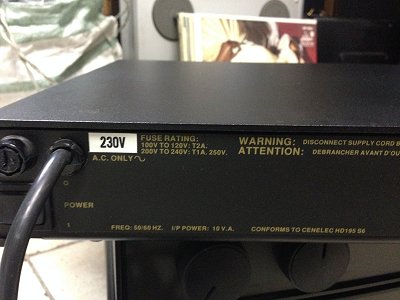 230V
FUSE RATING:
100V TO 120V: T2A.
200V TO 240V: T1A. 250V.
A.C. ONLY
WARNING: DISCONNECT SUPPLY CORD
ATTENTION: DEBRANCHER AVANT
O
POWER
1
FREQ: 50/60 HZ. I/P POWER: 10 V.A. CONFORMS TO CENELEC HD195 S6